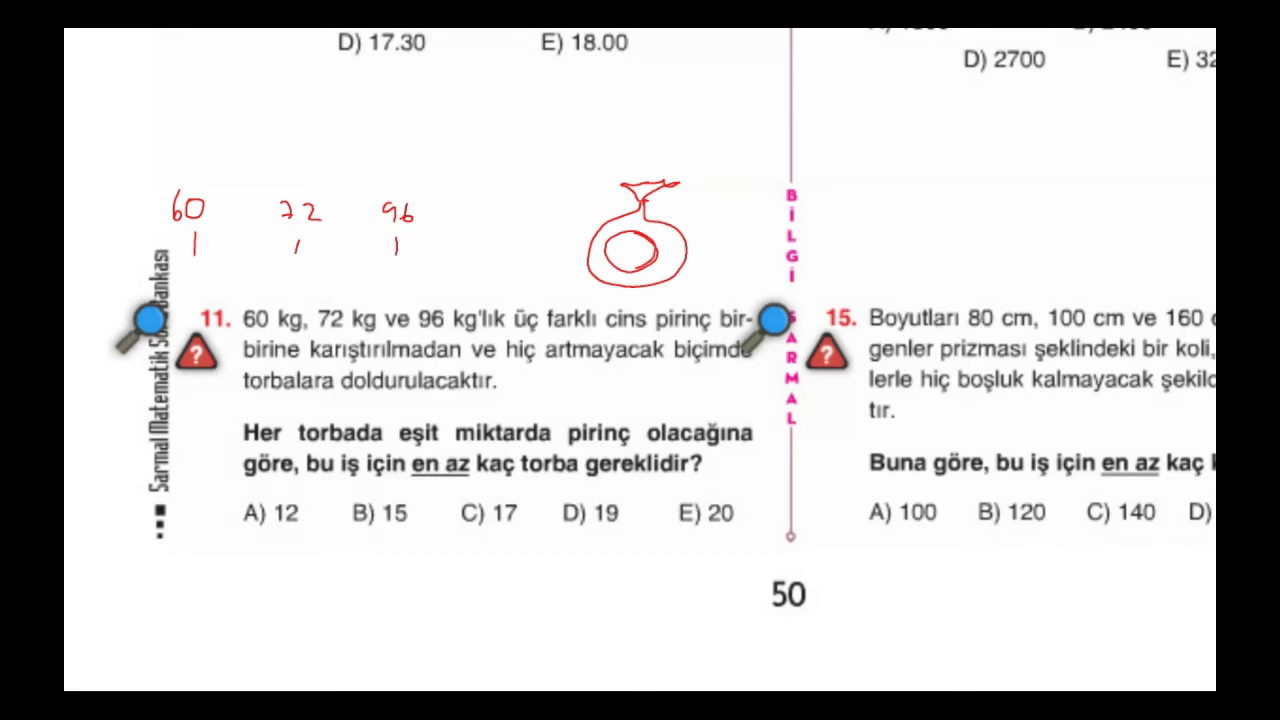 D) 17.30 E) 18.00
60 72 96
11. 60 kg, 72 kg ve 96 kg'lık üç farklı cins pirinç bir-
birine karıştırılmadan ve hiç artmayacak biçimde
torbalara doldurulacaktır.
Her torbada eşit miktarda pirinç olacağına
göre, bu iş için en az kaç torba gereklidir?
A) 12 B) 15 C) 17 D) 19 E) 20
Sarmal Matematik
BİLGİ SARMAL
D) 2700 E) 32
15. Boyutları 80 cm, 100 cm ve 160
genler prizması şeklindeki bir koli,
lerle hiç boşluk kalmayacak şekild
tır.
Buna göre, bu iş için en az kaç
A) 100 B) 120 C) 140 D)
50